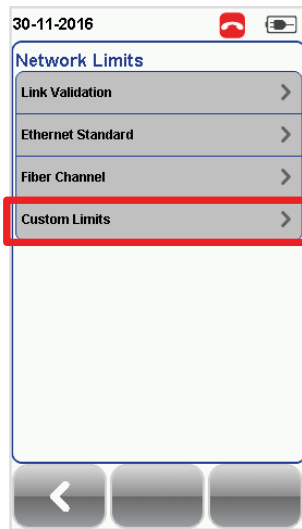 30-11-2016
Network Limits
Link Validation
Ethernet Standard
Fiber Channel
Custom Limits